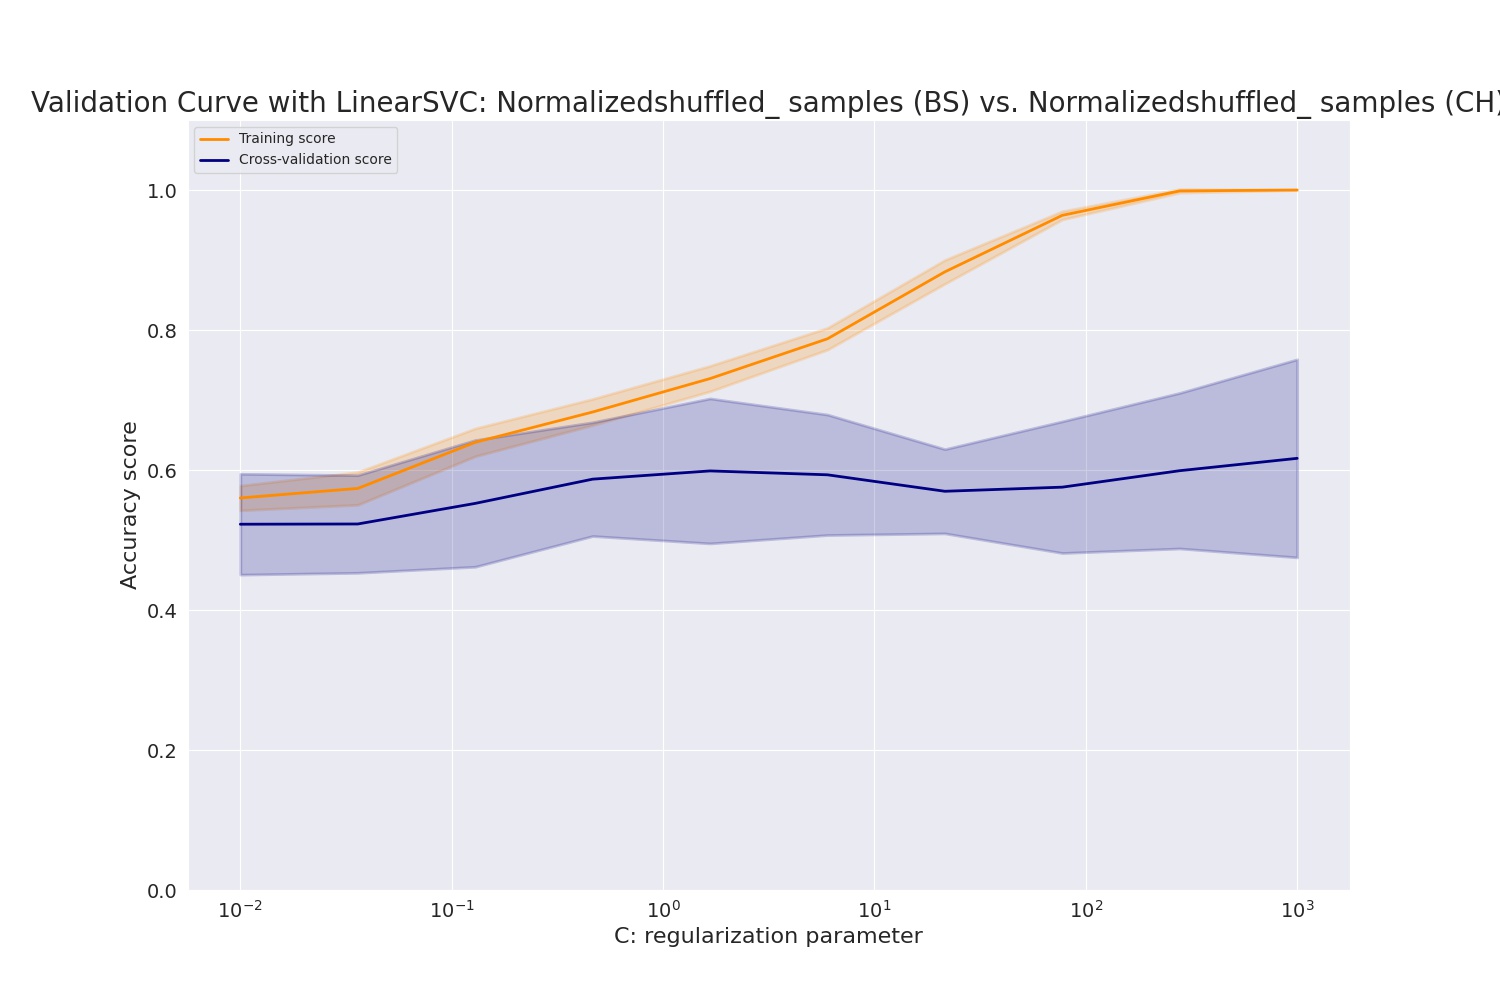 Validation Curve with LinearSVC: Normalizedshuffled_ samples (BS) vs. Normalizedshuffled_ samples (CH)
Training score
Cross-validation score
Accuracy score
1.0
0.8
0.6
0.4
0.2
0.0
10⁻² 10⁻¹ 10⁰ 10¹ 10² 10³
C: regularization parameter